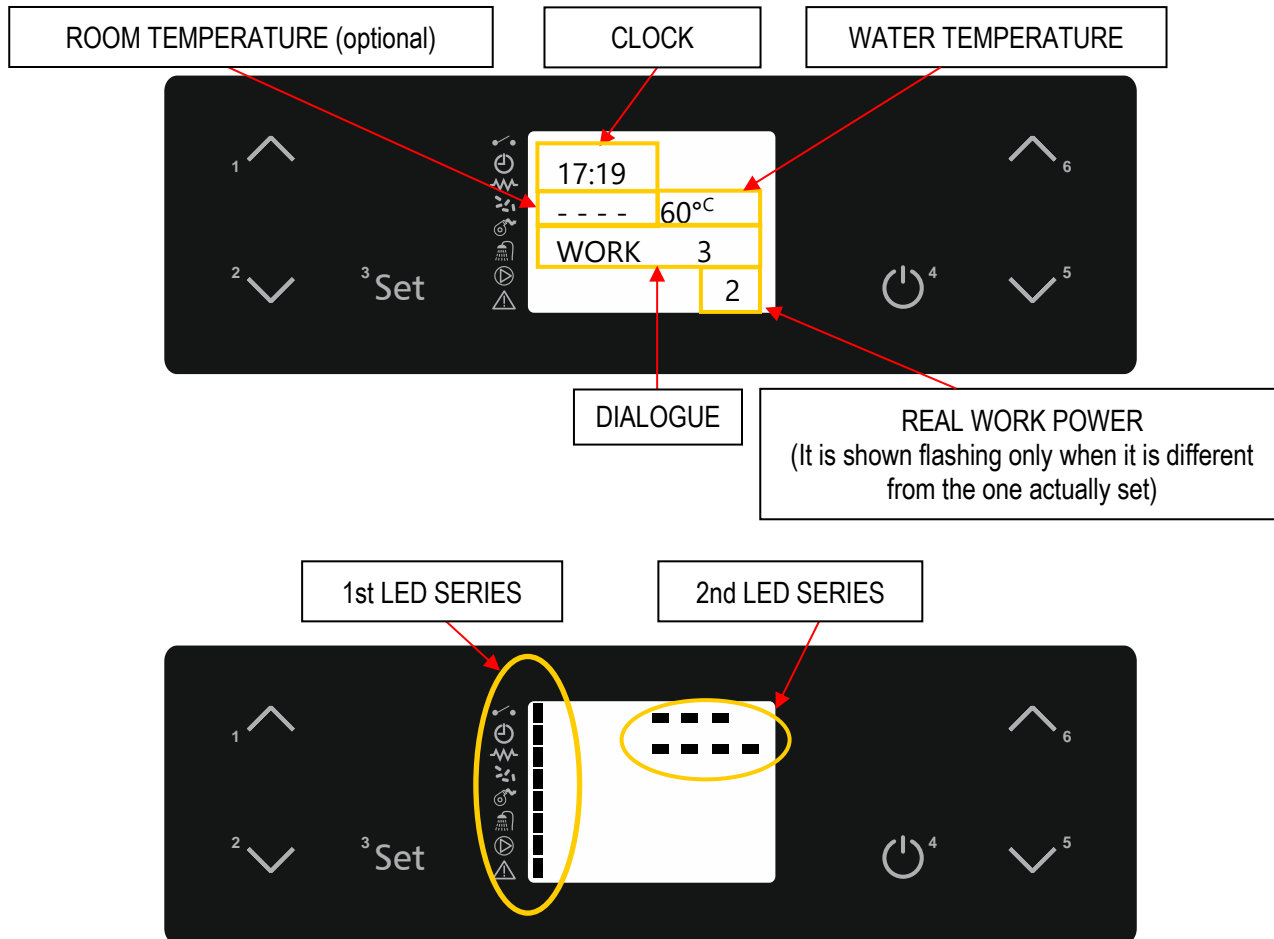 ROOM TEMPERATURE (optional)
CLOCK
WATER TEMPERATURE
1
6
17:19
- - - - 60°C
WORK 3
2
2
3 Set
4
5
DIALOGUE
REAL WORK POWER
(It is shown flashing only when it is different
from the one actually set)
1st LED SERIES
2nd LED SERIES
1
6
2
3 Set
4
5